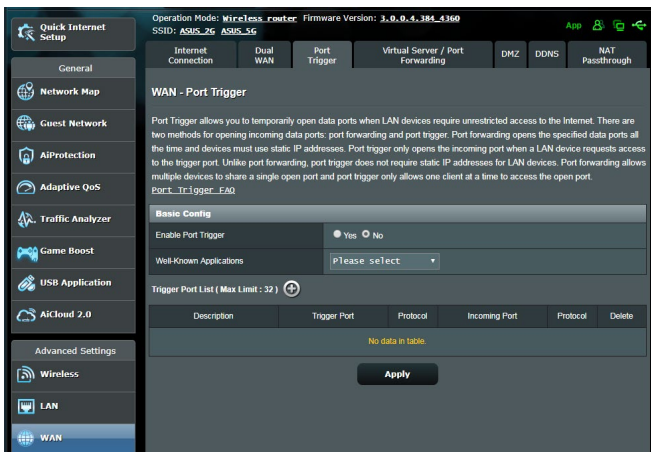 Quick Internet
Setup
Operation Mode: Wireless router Firmware Version: 3.0.0.4.384_4360
SSID: ASUS_2G ASUS_5G
App
Internet
Connection
Dual
WAN
Port
Trigger
Virtual Server / Port
Forwarding
DMZ
DDNS
NAT
Passthrough
General
Network Map
Guest Network
AiProtection
Adaptive QoS
Traffic Analyzer
Game Boost
USB Application
AiCloud 2.0
Advanced Settings
Wireless
LAN
WAN
WAN - Port Trigger
Port Trigger allows you to temporarily open data ports when LAN devices require unrestricted access to the Internet. There are
two methods for opening incoming data ports: port forwarding and port trigger. Port forwarding opens the specified data ports all
the time and devices must use static IP addresses. Port trigger only opens the incoming port when a LAN device requests access
to the trigger port. Unlike port forwarding, port trigger does not require static IP addresses for LAN devices. Port forwarding allows
multiple devices to share a single open port and port trigger only allows one client at a time to access the open port.
Port Trigger FAQ
Basic Config
Enable Port Trigger Yes No
Well-Known Applications Please select
Trigger Port List ( Max Limit : 32 )
Description Trigger Port Protocol Incoming Port Protocol Delete
No data in table.
Apply